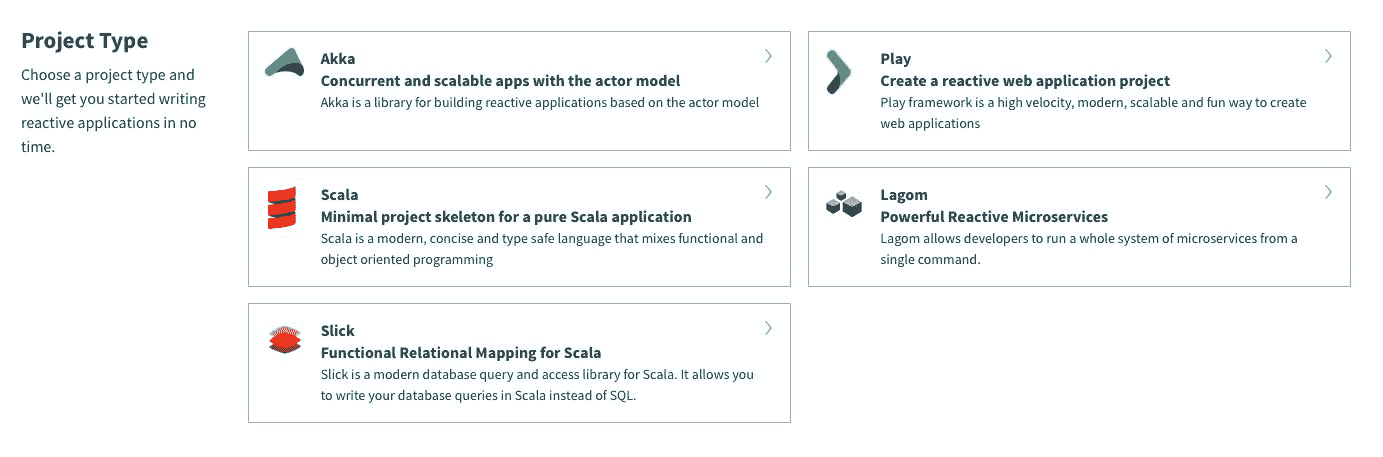 Project Type
Choose a project type and
we'll get you started writing
reactive applications in no
time.
Akka
Concurrent and scalable apps with the actor model
Akka is a library for building reactive applications based on the actor model
Play
Create a reactive web application project
Play framework is a high velocity, modern, scalable and fun way to create
web applications
Scala
Minimal project skeleton for a pure Scala application
Scala is a modern, concise and type safe language that mixes functional and
object oriented programming
Lagom
Powerful Reactive Microservices
Lagom allows developers to run a whole system of microservices from a
single command.
Slick
Functional Relational Mapping for Scala
Slick is a modern database query and access library for Scala. It allows you
to write your database queries in Scala instead of SQL.